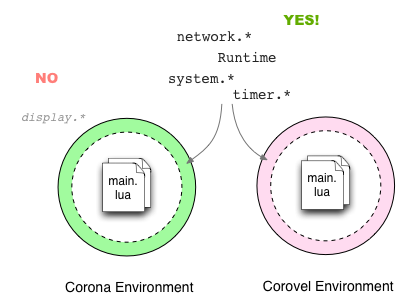 YES!
network.*
Runtime
NO
system.*
timer.*
display.*
main.
lua
main.
lua
Corona Environment
Corovel Environment